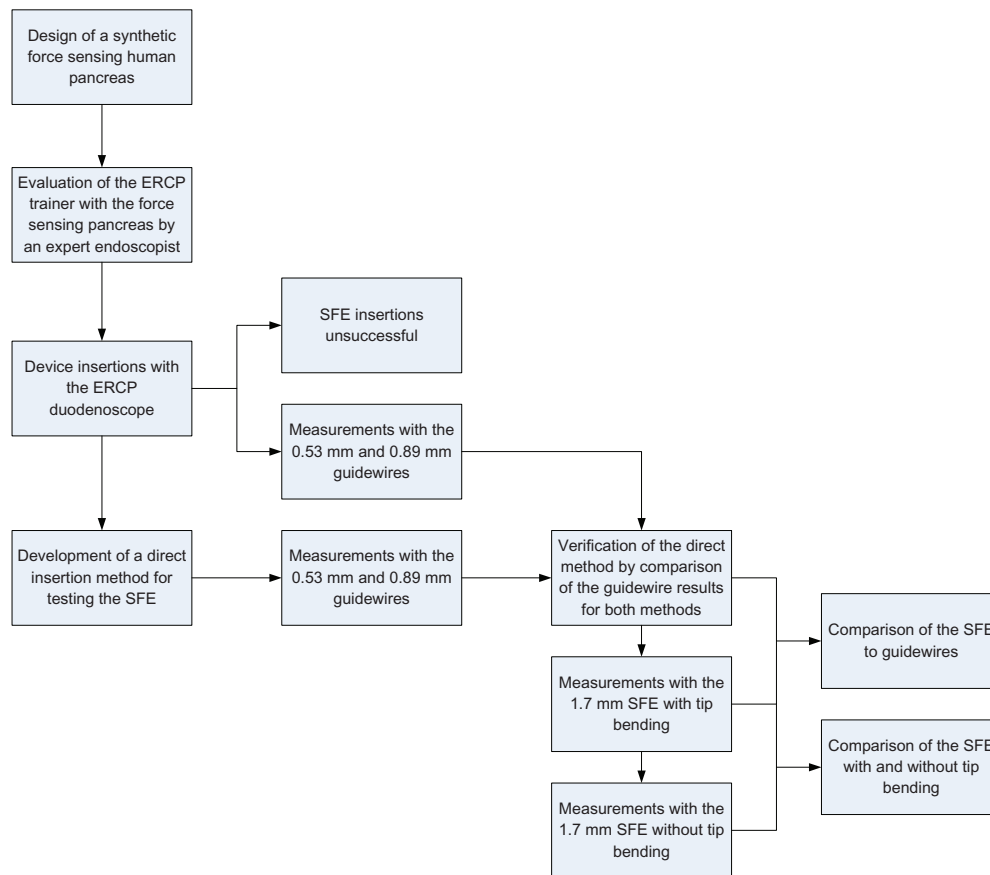 Design of a synthetic
force sensing human
pancreas
Evaluation of the ERCP
trainer with the force
sensing pancreas by
an expert endoscopist
SFE insertions
unsuccessful
Device insertions with
the ERCP
duodenoscope
Measurements with the
0.53 mm and 0.89 mm
guidewires
Development of a direct
insertion method for
testing the SFE
Measurements with the
0.53 mm and 0.89 mm
guidewires
Verification of the direct
method by comparison
of the guidewire results
for both methods
Comparison of the SFE
to guidewires
Measurements with the
1.7 mm SFE with tip
bending
Comparison of the SFE
with and without tip
bending
Measurements with the
1.7 mm SFE without tip
bending